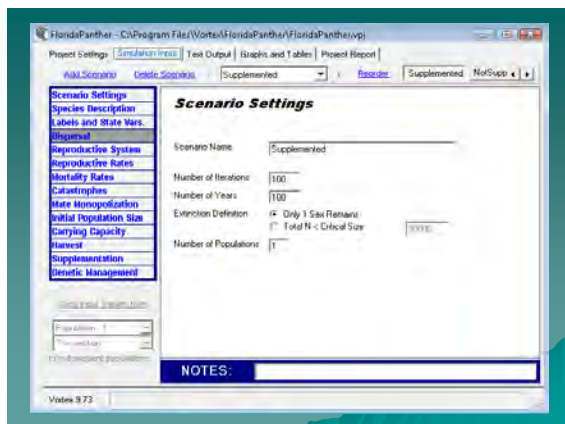 FloridaPanther - C:\Program Files\Vortex\FloridaPanther\FloridaPanther.vpj
Project Settings Simulation Input Text Output Graphs and Tables Project Report
Add Scenario Delete Scenario Supplemented Reorder Supplemented NotSupp
Scenario Settings
Species Description
Labels and State Vars.
Dispersal
Reproductive System
Reproductive Rates
Mortality Rates
Catastrophes
Mate Monopolization
Initial Population Size
Carrying Capacity
Harvest
Supplementation
Genetic Management
Scenario Settings
Scenario Name Supplemented
Number of Iterations 100
Number of Years 100
Extinction Definition Only 1 Sex Remains
Total N < Critical Size
Number of Populations 1
Population 1
NOTES:
Vortex 9.73